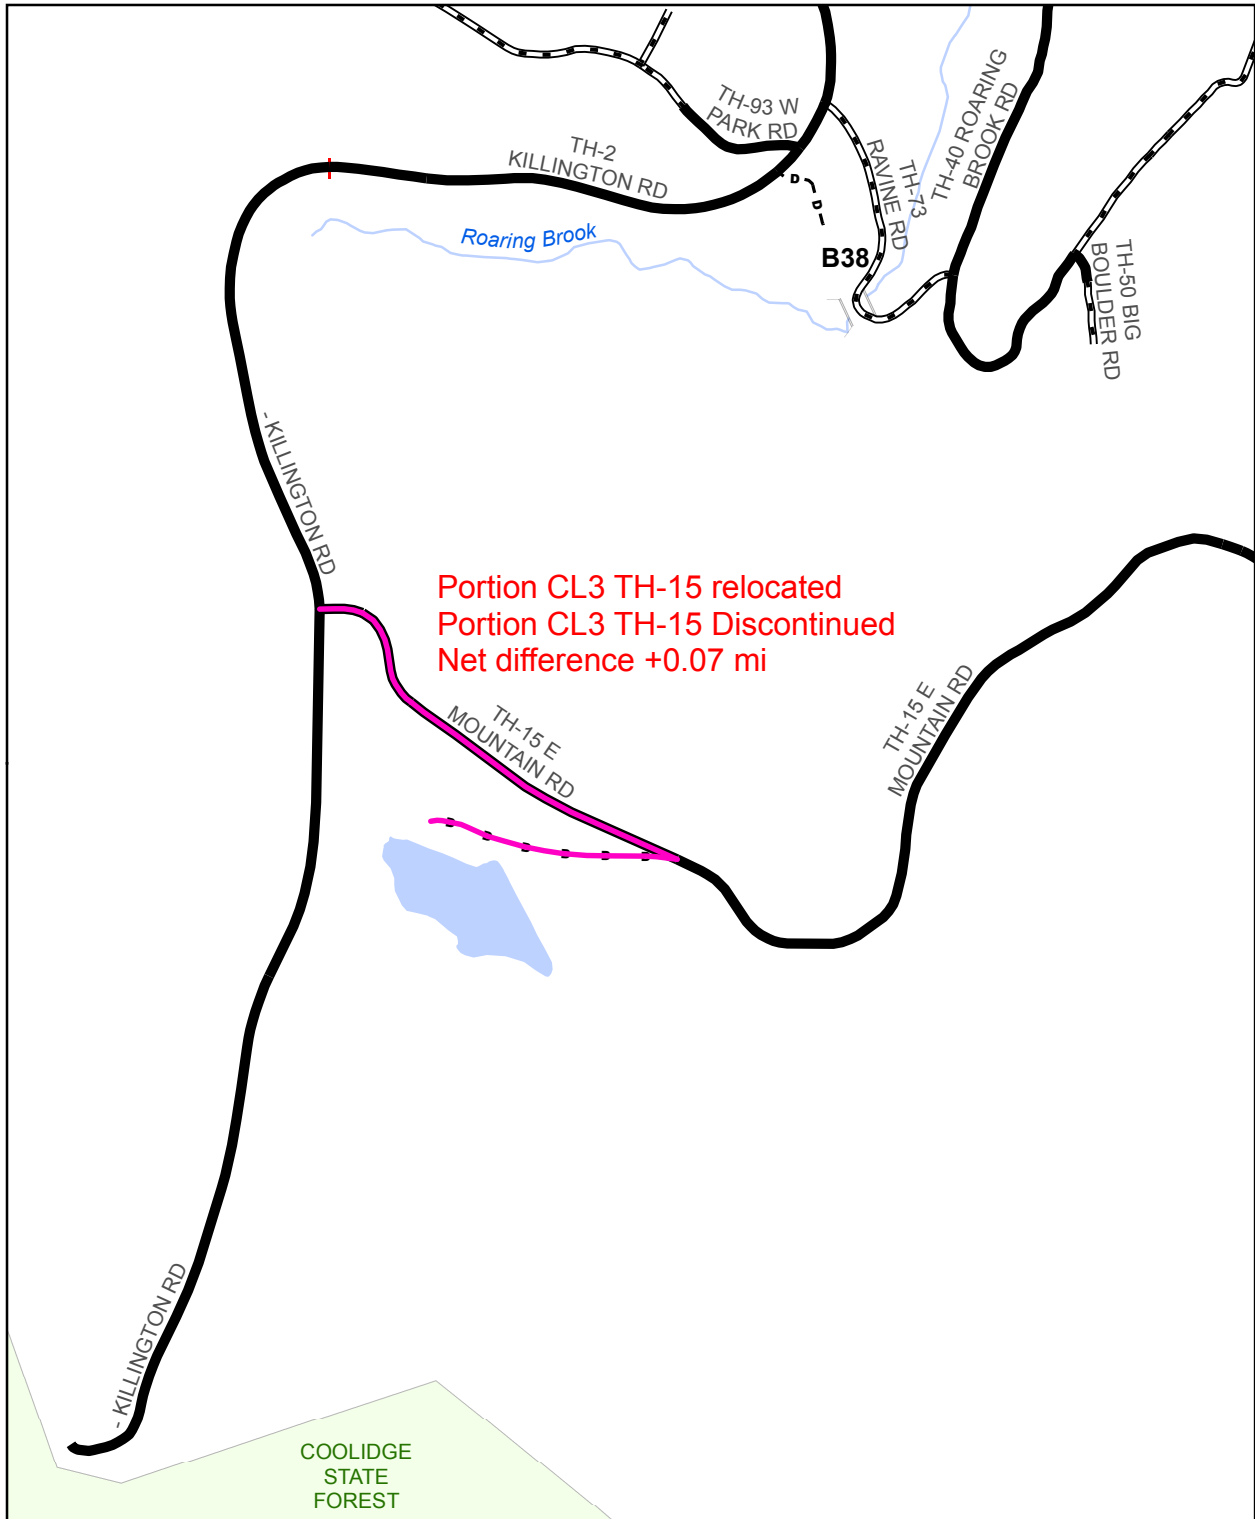 TH-93 W
PARK RD
TH-40 ROARING
BROOK RD
TH-2
KILLINGTON RD
TH-73
RAVINE RD
D
D
Roaring Brook
B38
TH-50 BIG
BOULDER RD
- KILLINGTON RD
Portion CL3 TH-15 relocated
Portion CL3 TH-15 Discontinued
Net difference +0.07 mi
TH-15 E
MOUNTAIN RD
TH-15 E
MOUNTAIN RD
D
D
D
D
D
D
- KILLINGTON RD
COOLIDGE
STATE
FOREST